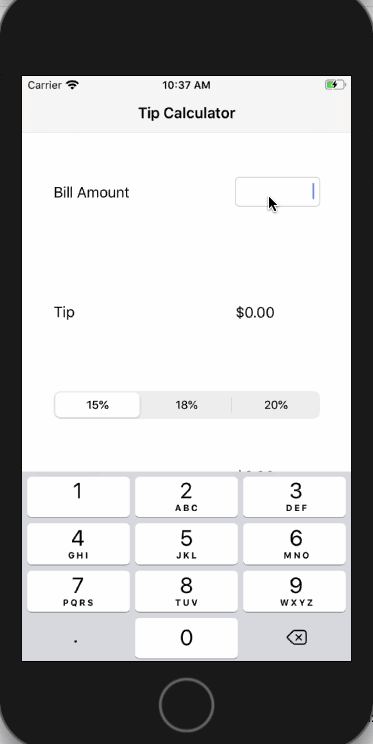 Carrier 10:37 AM
Tip Calculator
Bill Amount
Tip $0.00
15% 18% 20%
1 2 3
ABC DEF
4 5 6
GHI JKL MNO
7 8 9
PQRS TUV WXYZ
. 0